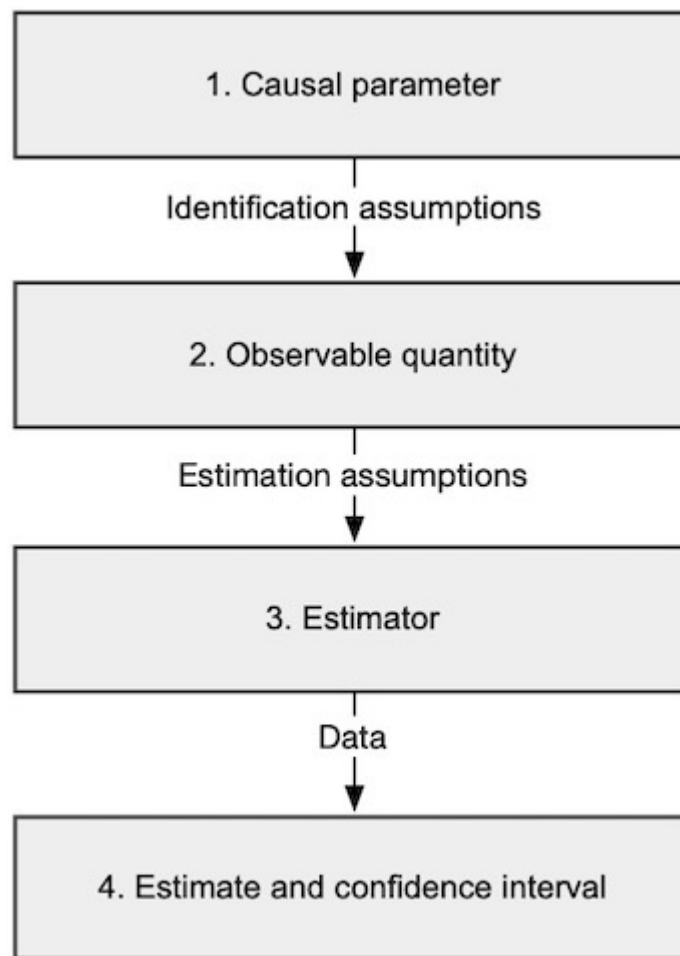 1. Causal parameter
Identification assumptions
2. Observable quantity
Estimation assumptions
3. Estimator
Data
4. Estimate and confidence interval